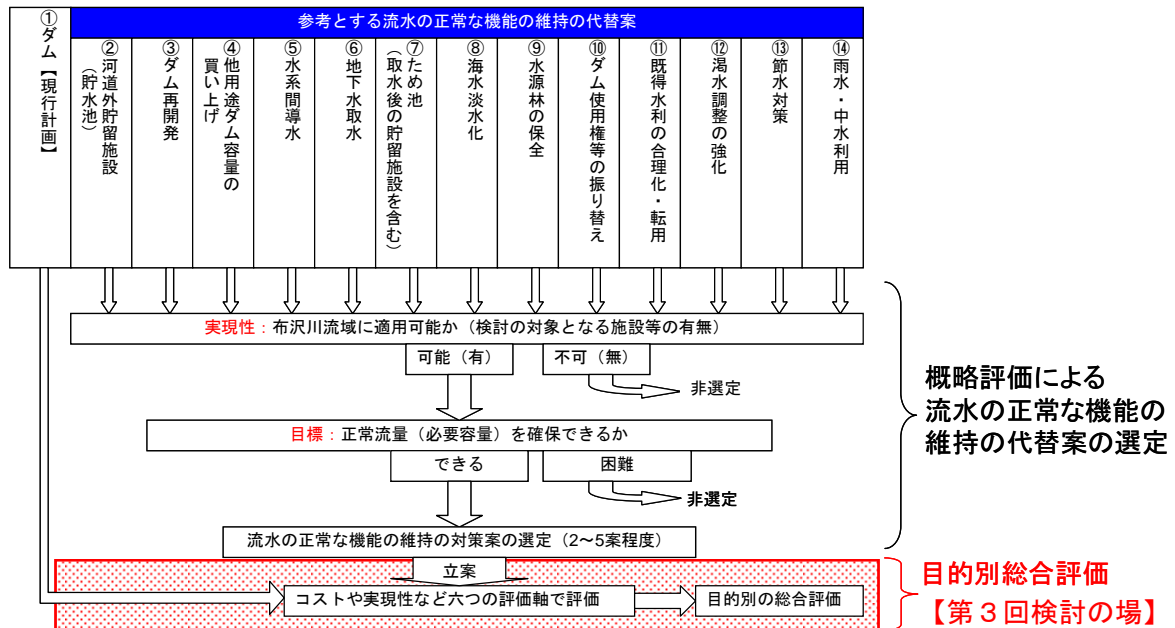 ①ダム【現行計画】
参考とする流水の正常な機能の維持の代替案
②河道外貯留施設
（貯水池）
③ダム再開発
④他用途ダム容量の
買い上げ
⑤水系間導水
⑥地下水取水
⑦ため池
（取水後の貯留施設を含む）
⑧海水淡水化
⑨水源林の保全
⑩ダム使用権等の振り替え
⑪既得水利の合理化・転用
⑫渇水調整の強化
⑬節水対策
⑭雨水・中水利用
実現性：布沢川流域に適用可能か（検討の対象となる施設等の有無）
可能（有）
不可（無）
非選定
目標：正常流量（必要容量）を確保できるか
できる
困難
非選定
流水の正常な機能の維持の対策案の選定（2～5案程度）
概略評価による
流水の正常な機能の
維持の代替案の選定
立案
コストや実現性など六つの評価軸で評価
目的別の総合評価
目的別総合評価
【第３回検討の場】